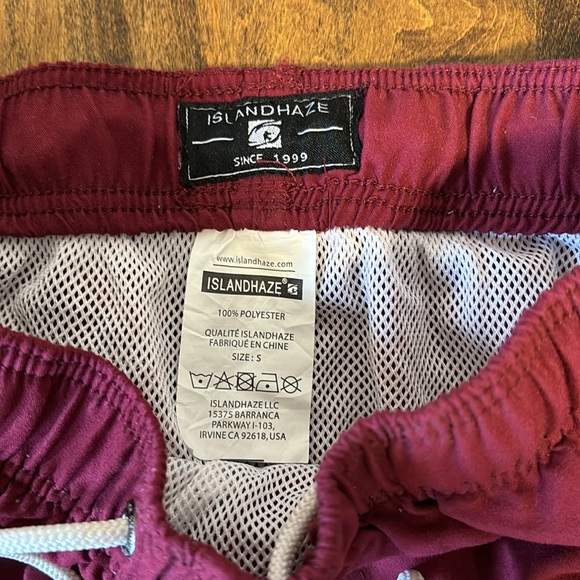 ISLANDHAZE
SINCE 1999
www.islandhaze.com
ISLANDHAZE®
100% POLYESTER
QUALITÉ ISLANDHAZE
FABRIQUÉ EN CHINE
SIZE: S
ISLANDHAZE LLC
15375 BARRANCA
PARKWAY I-103,
IRVINE CA 92618, USA